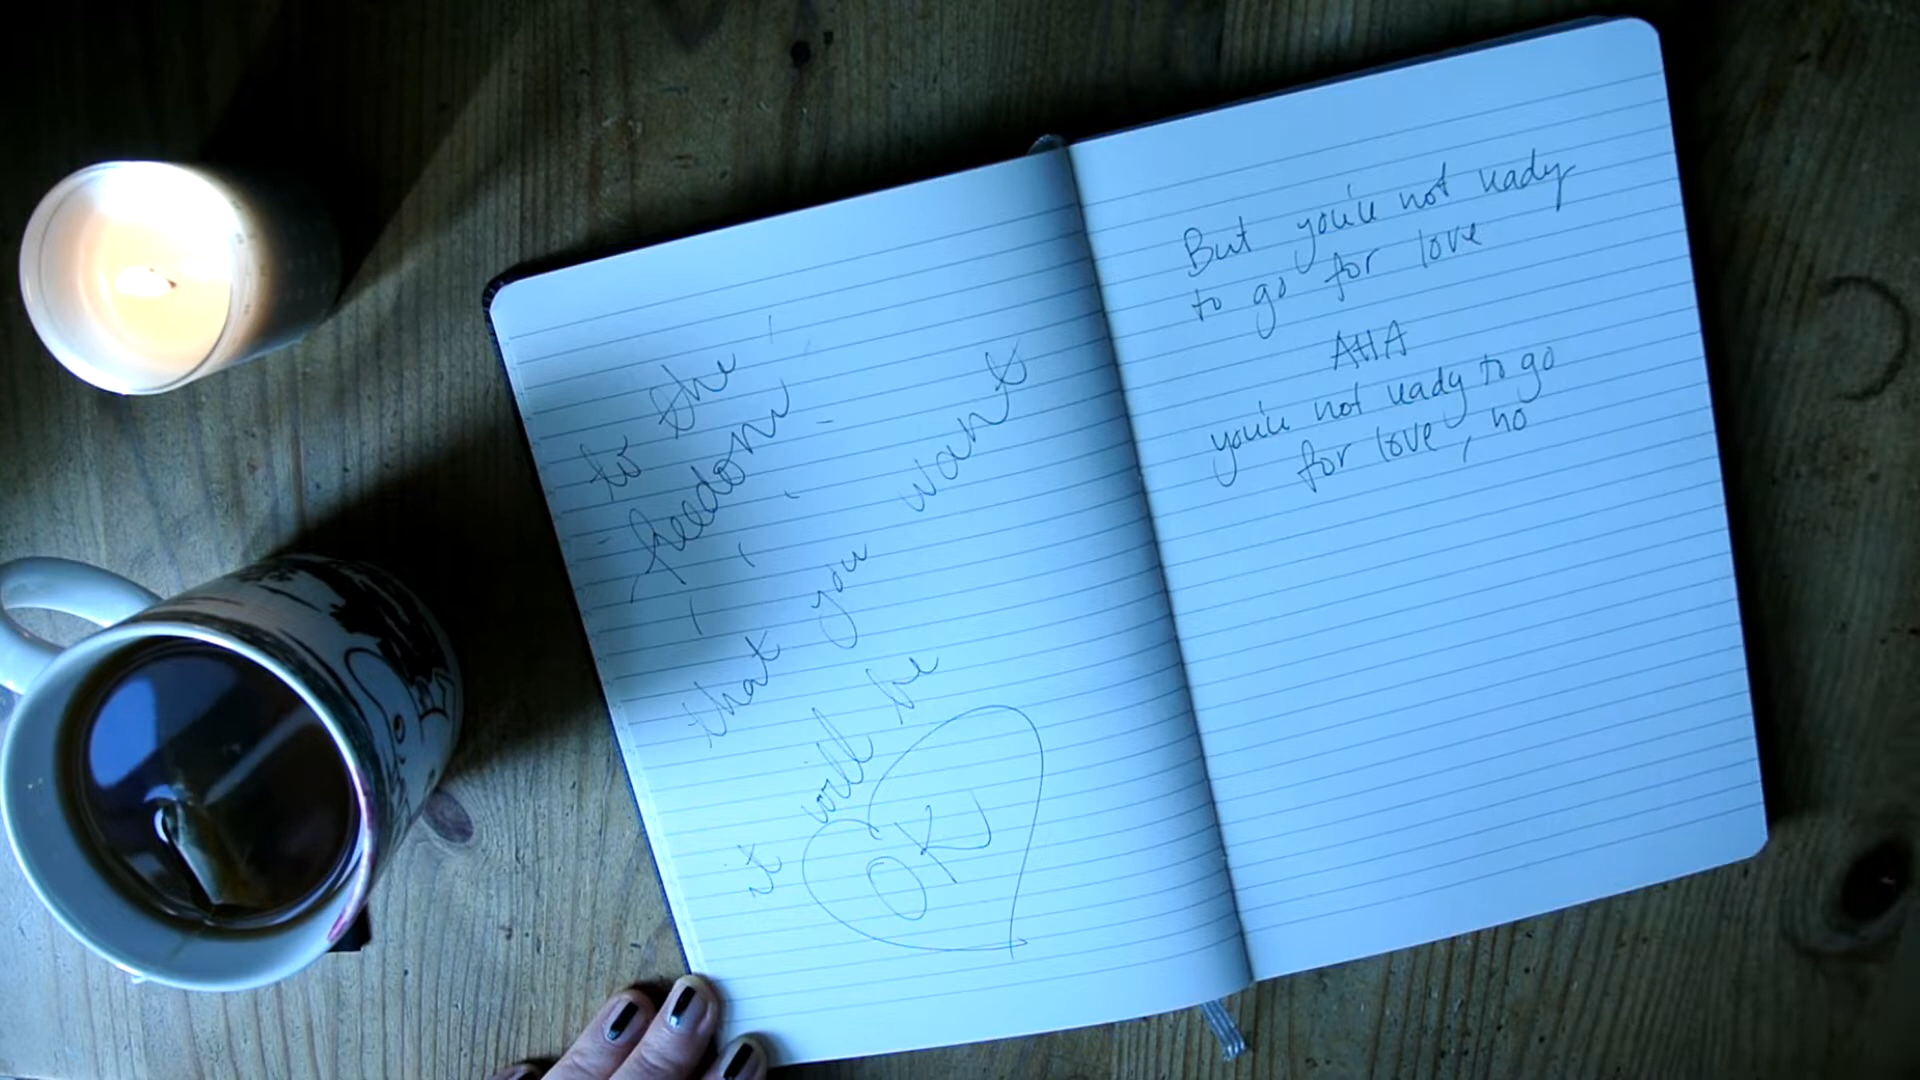 to the
freedom
that you want
it will be
OK
But you're not ready
to go for love
AHA
you're not ready to go
for love, no